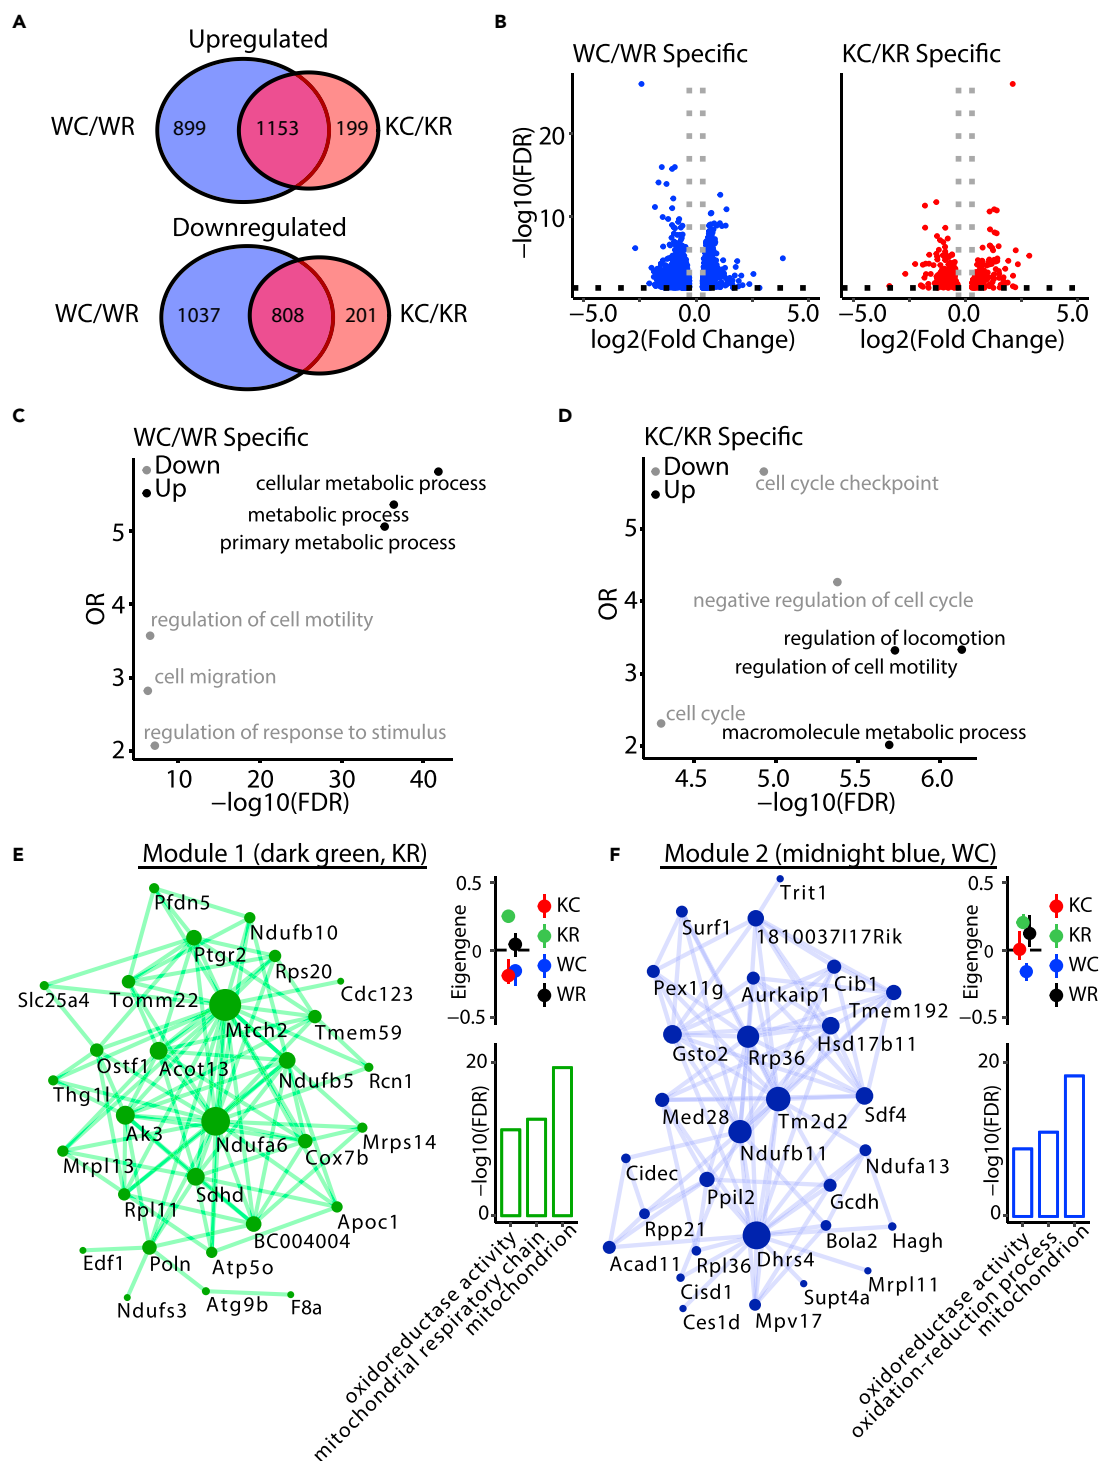 A
Upregulated
WC/WR
899
1153
199
KC/KR
Downregulated
WC/WR
1037
808
201
KC/KR
B
WC/WR Specific
KC/KR Specific
−log10(FDR)
20
10
−5.0
0.0
5.0
−5.0
0.0
5.0
log2(Fold Change)
log2(Fold Change)
C
WC/WR Specific
Down
Up
cellular metabolic process
metabolic process
primary metabolic process
regulation of cell motility
cell migration
regulation of response to stimulus
OR
5
4
3
2
10
20
30
40
−log10(FDR)
D
KC/KR Specific
Down
Up
cell cycle checkpoint
negative regulation of cell cycle
regulation of locomotion
regulation of cell motility
cell cycle
macromolecule metabolic process
OR
5
4
3
2
4.5
5.0
5.5
6.0
−log10(FDR)
E
Module 1 (dark green, KR)
Pfdn5
Ndufb10
Ptgr2
Rps20
Slc25a4
Tomm22
Cdc123
Mtch2
Tmem59
Ostf1
Acot13
Ndufb5
Rcn1
Thg1l
Ak3
Ndufa6
Mrps14
Cox7b
Mrpl13
Sdhd
Rpl11
Apoc1
BC004004
Edf1
Poln
Atp5o
Ndufs3
Atg9b
F8a
Eigengene
0.5
0
−0.5
KC
KR
WC
WR
−log10(FDR)
20
0
oxidoreductase activity
mitochondrial respiratory chain
mitochondrion
F
Module 2 (midnight blue, WC)
Trit1
Surf1
1810037I17Rik
Pex11g
Aurkaip1
Cib1
Tmem192
Gsto2
Rrp36
Hsd17b11
Med28
Tm2d2
Sdf4
Ndufb11
Cidec
Ndufa13
Ppil2
Gcdh
Rpp21
Bola2
Hagh
Acad11
Rpl36
Dhrs4
Cisd1
Supt4a
Mrpl11
Ces1d
Mpv17
Eigengene
0.5
0
−0.5
KC
KR
WC
WR
−log10(FDR)
20
0
oxidoreductase activity
oxidation-reduction process
mitochondrion